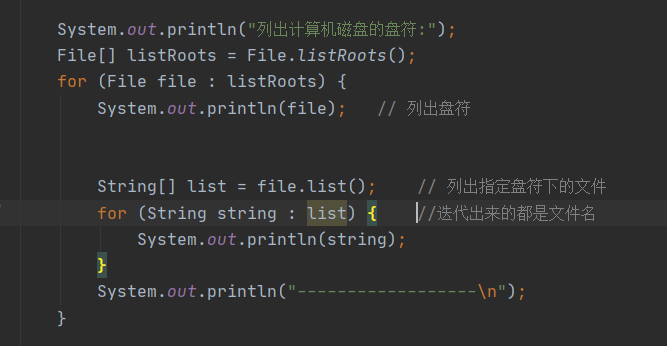 System.out.println("列出计算机磁盘的盘符:");
File[] listRoots = File.listRoots();
for (File file : listRoots) {
System.out.println(file);   // 列出盘符
String[] list = file.list();    // 列出指定盘符下的文件
for (String string : list) {    //迭代出来的都是文件名
System.out.println(string);
}
System.out.println("------------------\n");
}